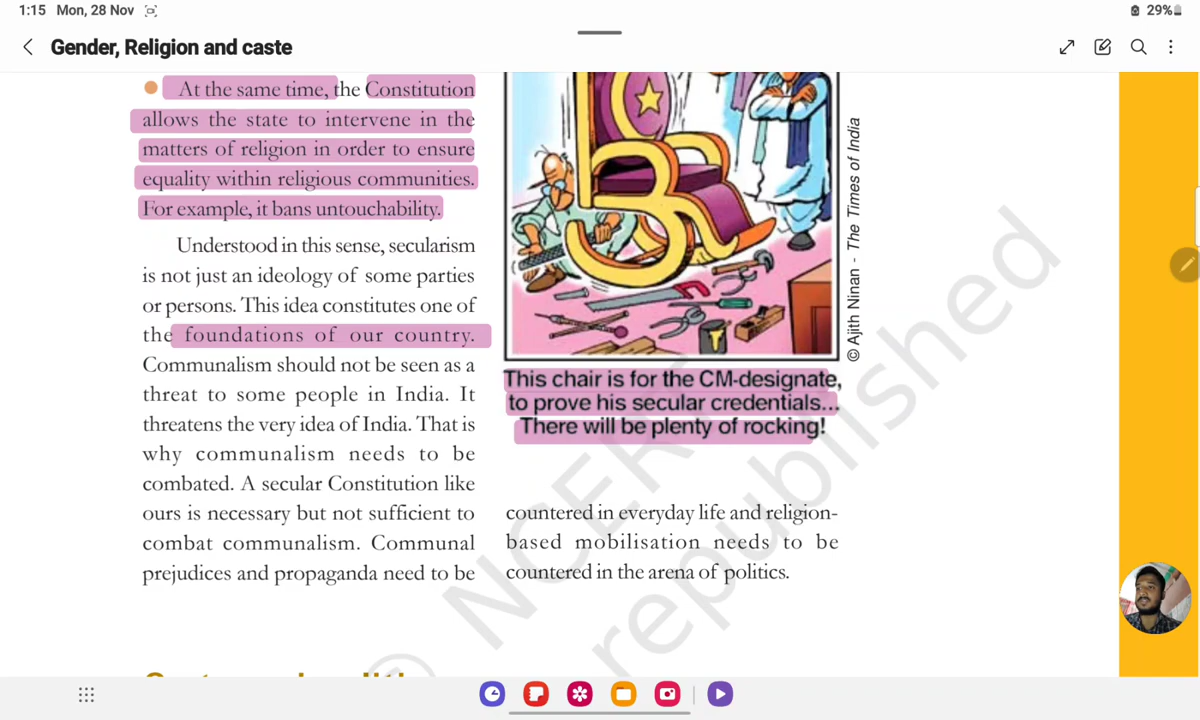 1:15 Mon, 28 Nov
29%
Gender, Religion and caste
At the same time, the Constitution
allows the state to intervene in the
matters of religion in order to ensure
equality within religious communities.
For example, it bans untouchability.
Understood in this sense, secularism
is not just an ideology of some parties
or persons. This idea constitutes one of
the foundations of our country.
Communalism should not be seen as a
threat to some people in India. It
threatens the very idea of India. That is
why communalism needs to be
combated. A secular Constitution like
ours is necessary but not sufficient to
combat communalism. Communal
prejudices and propaganda need to be
© Ajith Ninan - The Times of India
This chair is for the CM-designate,
to prove his secular credentials...
There will be plenty of rocking!
countered in everyday life and religion-
based mobilisation needs to be
countered in the arena of politics.
© NCERT
republished